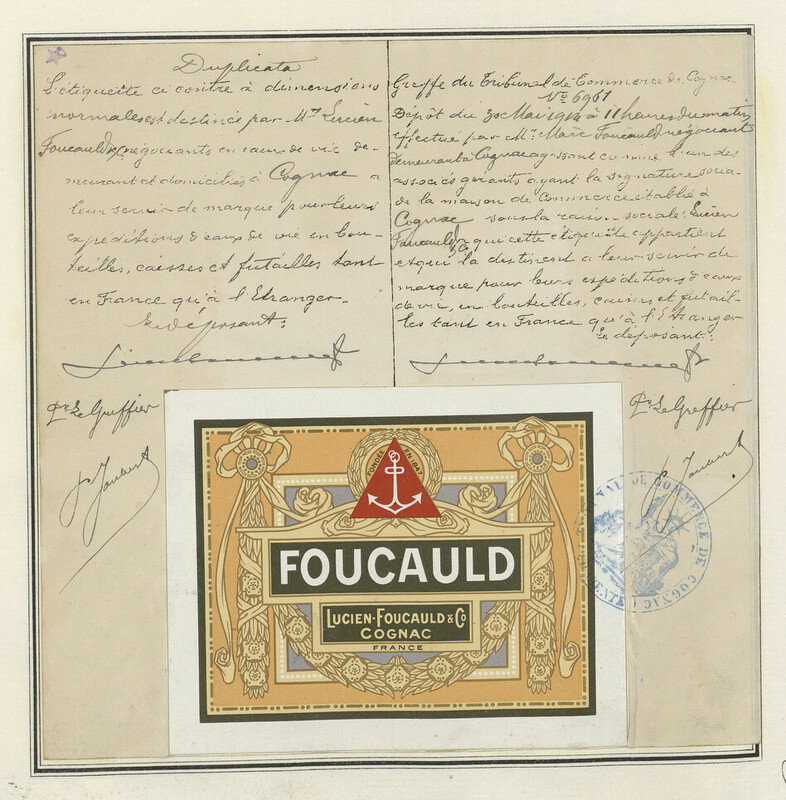 Duplicata
L'étiquette ci contre à dimensions
normales est destinée par Mrs Lucien
Foucauld & Co négociants en eaux de vie de-
meurant et domiciliés à Cognac a
leur servir de marque pour leurs
expéditions d'eaux de vie en bou-
teilles, caisses et futailles tant
en France qu'à l'Etranger.
Le déposant:
Pr Le Greffier
Greffe du Tribunal de Commerce de Cognac
No 6961
Dépôt du 30 Mai 1914 à 11 heures du matin
effectué par Mr Marc Foucauld négociant
demeurant à Cognac agissant comme l'un des
associés gérants ayant la signature socia-
le de la maison de Commerce établie à
Cognac sous la raison sociale: Lucien
Foucauld & Co à qui cette étiquette appartient
et qui la destinent a leur servir de
marque pour leurs expéditions d'eaux
de vie, en bouteilles, caisses et futail-
les tant en France qu'à l'Etranger
Le déposant:
Pr Le Greffier
FONDÉE EN 1847
FOUCAULD
LUCIEN-FOUCAULD & Co
COGNAC
FRANCE
DE COMMERCE DE COGNAC